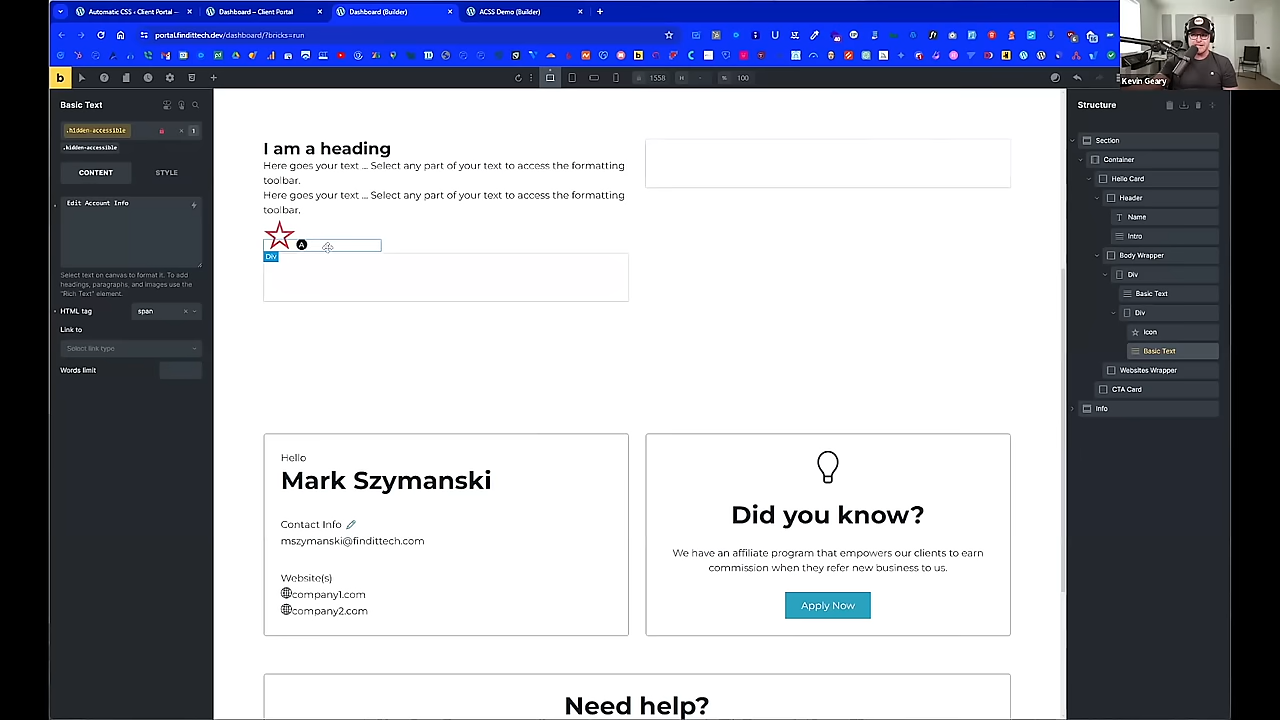 Automatic CSS ‹ Client Portal —
Dashboard – Client Portal
Dashboard (Builder)
ACSS Demo (Builder)
portal.findittech.dev/dashboard/?bricks=run
Kevin Geary
b
1558
H
%
100
Basic Text
.hidden-accessible
1
.hidden-accessible
CONTENT
STYLE
Edit Account Info
Select text on canvas to format it. To add
headings, paragraphs, and images use the
"Rich Text" element.
HTML tag
span
Link to
Select link type
Words limit
I am a heading
Here goes your text ... Select any part of your text to access the formatting
toolbar.
Here goes your text ... Select any part of your text to access the formatting
toolbar.
A
Div
Hello
Mark Szymanski
Contact Info
mszymanski@findittech.com
Website(s)
company1.com
company2.com
Did you know?
We have an affiliate program that empowers our clients to earn
commission when they refer new business to us.
Apply Now
Need help?
Structure
Section
Container
Hello Card
Header
Name
Intro
Body Wrapper
Div
Basic Text
Div
Icon
Basic Text
Websites Wrapper
CTA Card
Info